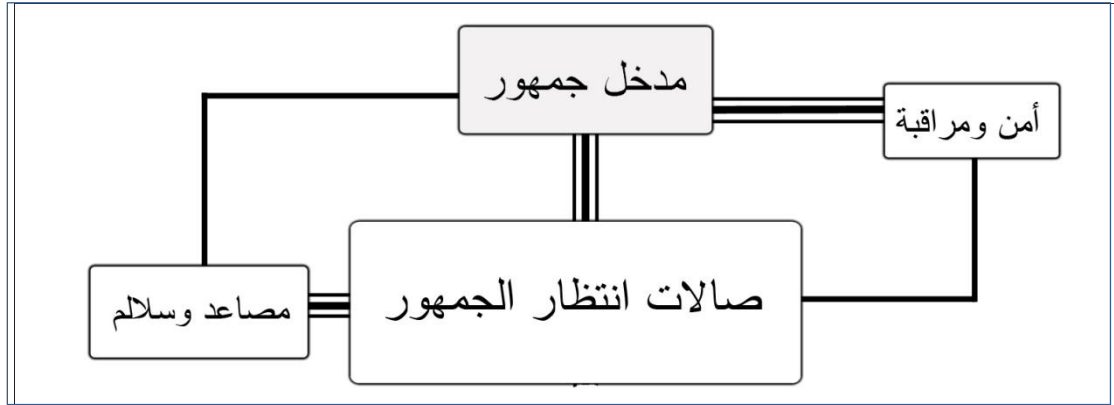 مدخل جمهور
أمن ومراقبة
صالات انتظار الجمهور
مصاعد وسلالم